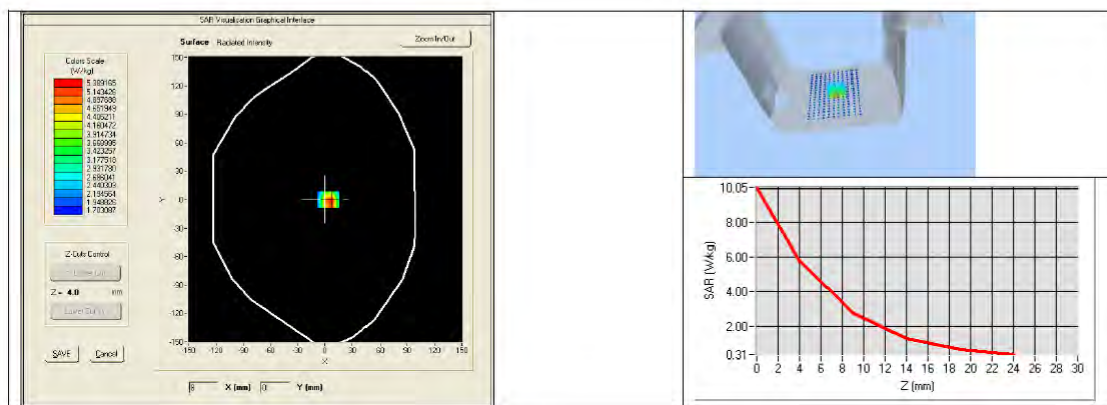 SAR Visualisation Graphical Interface
Surface Radiated Intensity
Zoom In/Out
Colors Scale
(W/kg)
5.389165
5.143426
4.897688
4.651949
4.406211
4.160472
3.914734
3.668995
3.423257
3.177518
2.931780
2.686041
2.440303
2.194564
1.948826
1.703087
150
120
90
60
30
0
-30
-60
-90
-120
-150
Y
-150 -120 -90 -60 -30 0 30 60 90 120 150
X
Z-Cuts Control
Z = 4.0 mm
SAVE Cancel
8 X (mm) 0 Y (mm)
10.05
8.00
6.00
4.00
2.00
0.31
SAR (W/kg)
0 2 4 6 8 10 12 14 16 18 20 22 24 26 28 30
Z (mm)